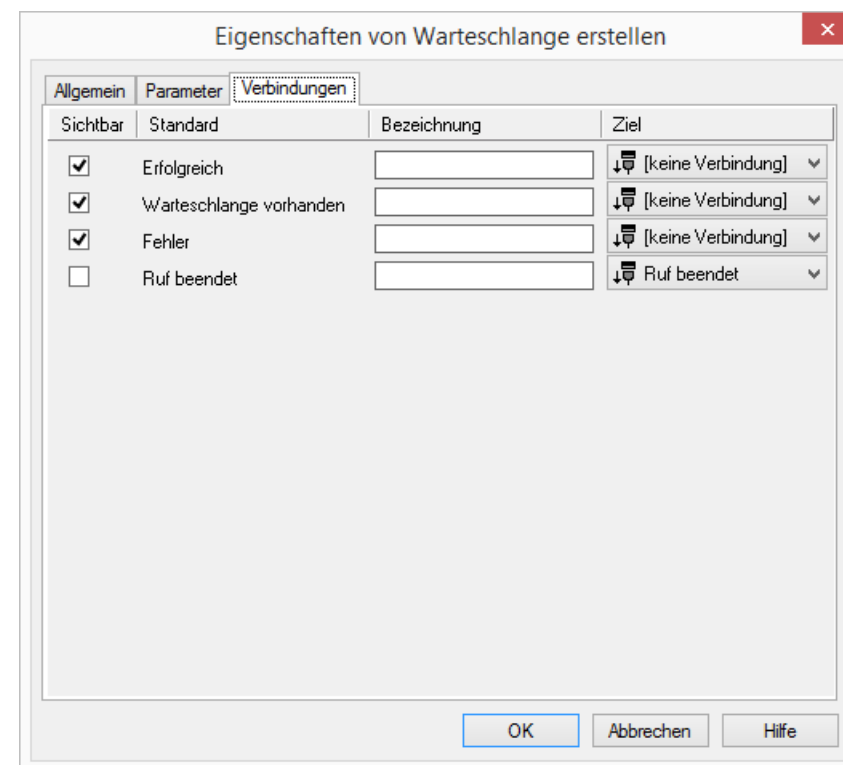 Eigenschaften von Warteschlange erstellen
Allgemein Parameter Verbindungen
Sichtbar Standard Bezeichnung Ziel
Erfolgreich [keine Verbindung]
Warteschlange vorhanden [keine Verbindung]
Fehler [keine Verbindung]
Ruf beendet Ruf beendet
OK Abbrechen Hilfe